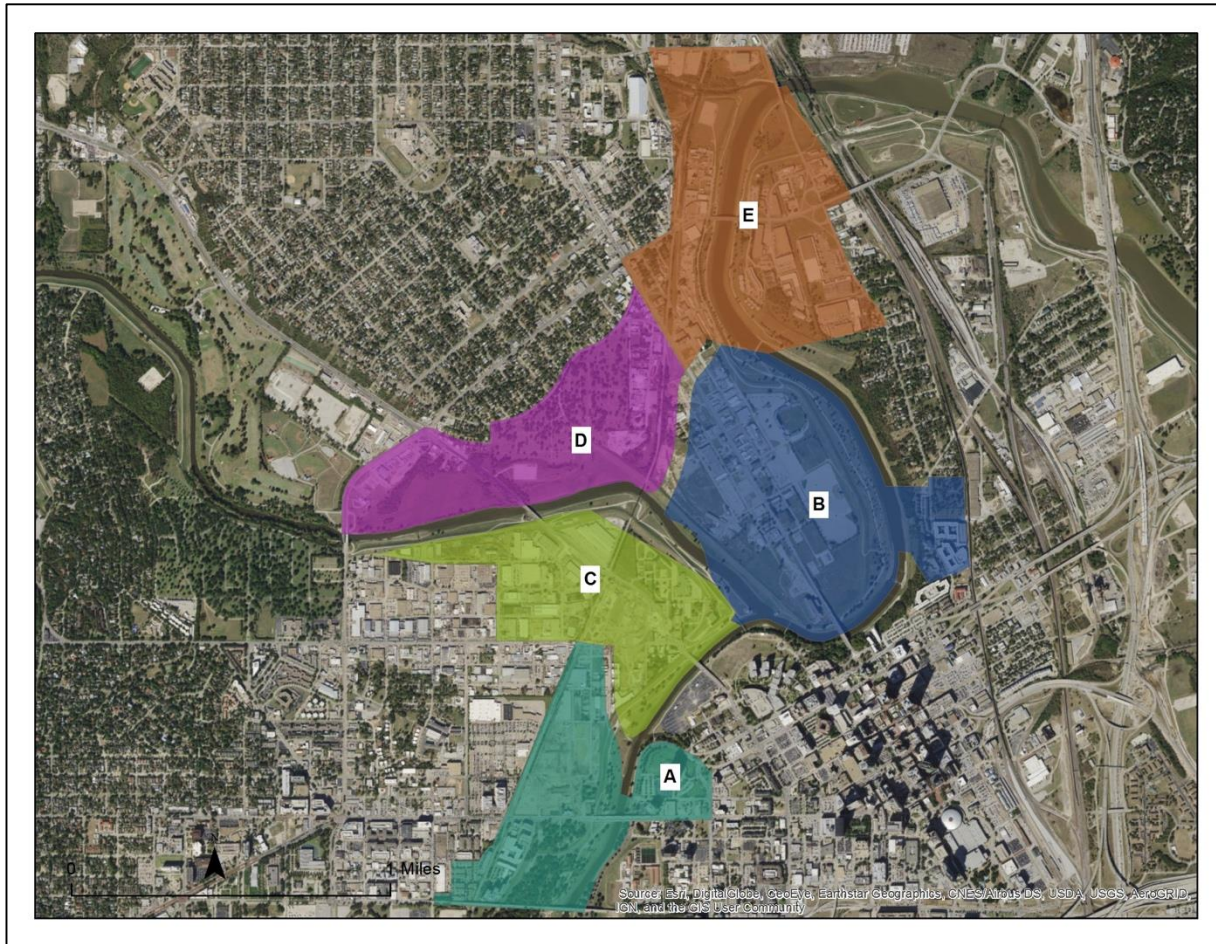 E
D
B
C
A
N
0
1 Miles
Source: Esri, DigitalGlobe, GeoEye, Earthstar Geographics, CNES/Airbus DS, USDA, USGS, AeroGRID,
IGN, and the GIS User Community